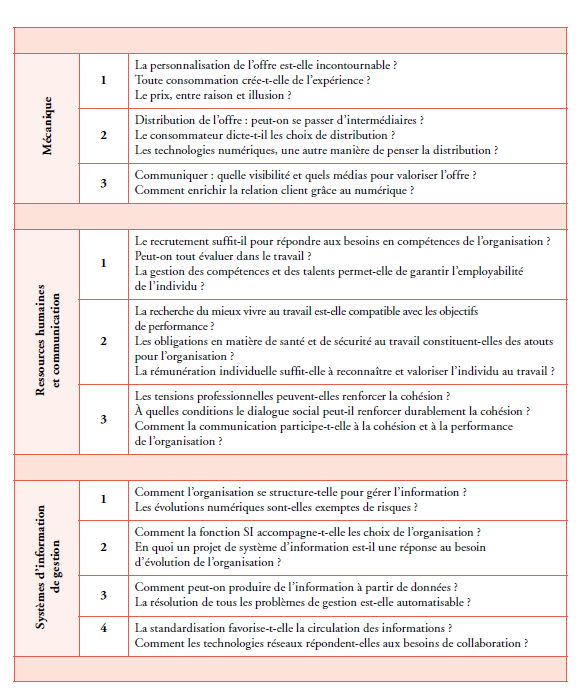 Mécanique
1
La personnalisation de l'offre est-elle incontournable ?
Toute consommation crée-t-elle de l'expérience ?
Le prix, entre raison et illusion ?
2
Distribution de l'offre : peut-on se passer d'intermédiaires ?
Le consommateur dicte-t-il les choix de distribution ?
Les technologies numériques, une autre manière de penser la distribution ?
3
Communiquer : quelle visibilité et quels médias pour valoriser l'offre ?
Comment enrichir la relation client grâce au numérique ?
Ressources humaines
et communication
1
Le recrutement suffit-il pour répondre aux besoins en compétences de l'organisation ?
Peut-on tout évaluer dans le travail ?
La gestion des compétences et des talents permet-elle de garantir l'employabilité
de l'individu ?
2
La recherche du mieux vivre au travail est-elle compatible avec les objectifs
de performance ?
Les obligations en matière de santé et de sécurité au travail constituent-elles des atouts
pour l'organisation ?
La rémunération individuelle suffit-elle à reconnaître et valoriser l'individu au travail ?
3
Les tensions professionnelles peuvent-elles renforcer la cohésion ?
À quelles conditions le dialogue social peut-il renforcer durablement la cohésion ?
Comment la communication participe-t-elle à la cohésion et à la performance
de l'organisation ?
Systèmes d'information
de gestion
1
Comment l'organisation se structure-telle pour gérer l'information ?
Les évolutions numériques sont-elles exemptes de risques ?
2
Comment la fonction SI accompagne-t-elle les choix de l'organisation ?
En quoi un projet de système d'information est-il une réponse au besoin
d'évolution de l'organisation ?
3
Comment peut-on produire de l'information à partir de données ?
La résolution de tous les problèmes de gestion est-elle automatisable ?
4
La standardisation favorise-t-elle la circulation des informations ?
Comment les technologies réseaux répondent-elles aux besoins de collaboration ?